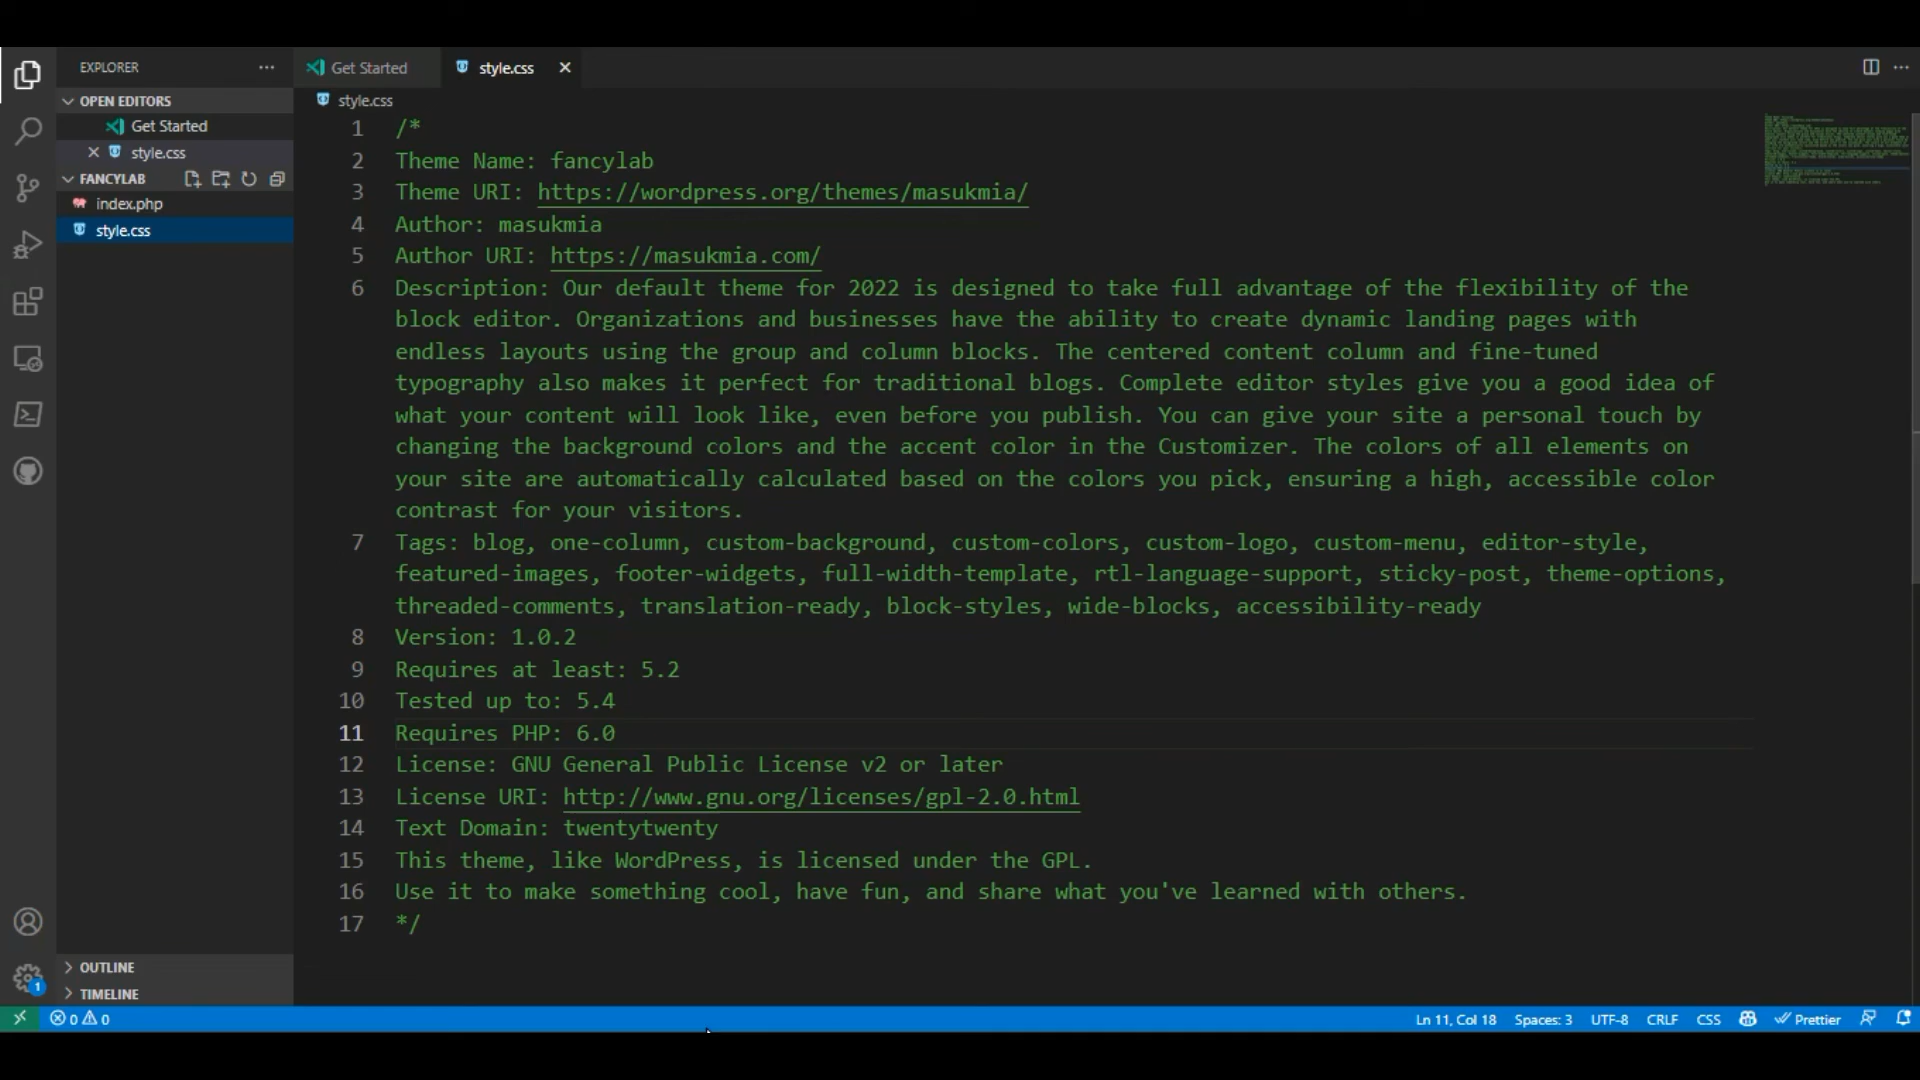 EXPLORER
Get Started
style.css
OPEN EDITORS
Get Started
style.css
FANCYLAB
index.php
style.css
OUTLINE
TIMELINE
style.css
1 /*
2 Theme Name: fancylab
3 Theme URI: https://wordpress.org/themes/masukmia/
4 Author: masukmia
5 Author URI: https://masukmia.com/
6 Description: Our default theme for 2022 is designed to take full advantage of the flexibility of the
block editor. Organizations and businesses have the ability to create dynamic landing pages with
endless layouts using the group and column blocks. The centered content column and fine-tuned
typography also makes it perfect for traditional blogs. Complete editor styles give you a good idea of
what your content will look like, even before you publish. You can give your site a personal touch by
changing the background colors and the accent color in the Customizer. The colors of all elements on
your site are automatically calculated based on the colors you pick, ensuring a high, accessible color
contrast for your visitors.
7 Tags: blog, one-column, custom-background, custom-colors, custom-logo, custom-menu, editor-style,
featured-images, footer-widgets, full-width-template, rtl-language-support, sticky-post, theme-options,
threaded-comments, translation-ready, block-styles, wide-blocks, accessibility-ready
8 Version: 1.0.2
9 Requires at least: 5.2
10 Tested up to: 5.4
11 Requires PHP: 6.0
12 License: GNU General Public License v2 or later
13 License URI: http://www.gnu.org/licenses/gpl-2.0.html
14 Text Domain: twentytwenty
15 This theme, like WordPress, is licensed under the GPL.
16 Use it to make something cool, have fun, and share what you've learned with others.
17 */
1
0 0
Ln 11, Col 18 Spaces: 3 UTF-8 CRLF CSS Prettier